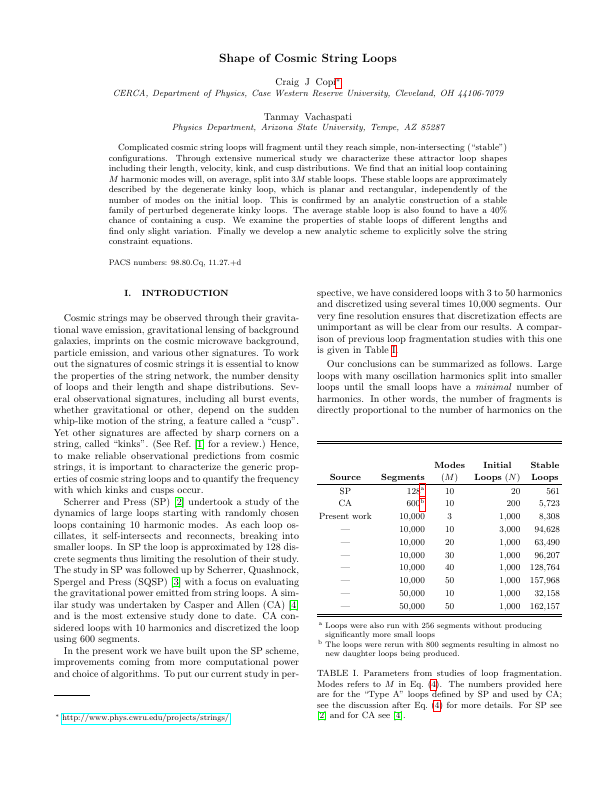 Shape of Cosmic String Loops
Craig J Copi*
CERCA, Department of Physics, Case Western Reserve University, Cleveland, OH 44106-7079
Tanmay Vachaspati
Physics Department, Arizona State University, Tempe, AZ 85287
Complicated cosmic string loops will fragment until they reach simple, non-intersecting (“stable”)
configurations. Through extensive numerical study we characterize these attractor loop shapes
including their length, velocity, kink, and cusp distributions. We find that an initial loop containing
M harmonic modes will, on average, split into 3M stable loops. These stable loops are approximately
described by the degenerate kinky loop, which is planar and rectangular, independently of the
number of modes on the initial loop. This is confirmed by an analytic construction of a stable
family of perturbed degenerate kinky loops. The average stable loop is also found to have a 40%
chance of containing a cusp. We examine the properties of stable loops of different lengths and
find only slight variation. Finally we develop a new analytic scheme to explicitly solve the string
constraint equations.
PACS numbers: 98.80.Cq, 11.27.+d
I. INTRODUCTION
Cosmic strings may be observed through their gravita-
tional wave emission, gravitational lensing of background
galaxies, imprints on the cosmic microwave background,
particle emission, and various other signatures. To work
out the signatures of cosmic strings it is essential to know
the properties of the string network, the number density
of loops and their length and shape distributions. Sev-
eral observational signatures, including all burst events,
whether gravitational or other, depend on the sudden
whip-like motion of the string, a feature called a “cusp”.
Yet other signatures are affected by sharp corners on a
string, called “kinks”. (See Ref. [1] for a review.) Hence,
to make reliable observational predictions from cosmic
strings, it is important to characterize the generic prop-
erties of cosmic string loops and to quantify the frequency
with which kinks and cusps occur.
Scherrer and Press (SP) [2] undertook a study of the
dynamics of large loops starting with randomly chosen
loops containing 10 harmonic modes. As each loop os-
cillates, it self-intersects and reconnects, breaking into
smaller loops. In SP the loop is approximated by 128 dis-
crete segments thus limiting the resolution of their study.
The study in SP was followed up by Scherrer, Quashnock,
Spergel and Press (SQSP) [3] with a focus on evaluating
the gravitational power emitted from string loops. A sim-
ilar study was undertaken by Casper and Allen (CA) [4]
and is the most extensive study done to date. CA con-
sidered loops with 10 harmonics and discretized the loop
using 600 segments.
In the present work we have built upon the SP scheme,
improvements coming from more computational power
and choice of algorithms. To put our current study in per-
* http://www.phys.cwru.edu/projects/strings/
spective, we have considered loops with 3 to 50 harmonics
and discretized using several times 10,000 segments. Our
very fine resolution ensures that discretization effects are
unimportant as will be clear from our results. A compar-
ison of previous loop fragmentation studies with this one
is given in Table I.
Our conclusions can be summarized as follows. Large
loops with many oscillation harmonics split into smaller
loops until the small loops have a minimal number of
harmonics. In other words, the number of fragments is
directly proportional to the number of harmonics on the
Modes Initial Stable
Source Segments (M) Loops (N) Loops
SP 128a 10 20 561
CA 600b 10 200 5,723
Present work 10,000 3 1,000 8,308
— 10,000 10 3,000 94,628
— 10,000 20 1,000 63,490
— 10,000 30 1,000 96,207
— 10,000 40 1,000 128,764
— 10,000 50 1,000 157,968
— 50,000 10 1,000 32,158
— 50,000 50 1,000 162,157
a Loops were also run with 256 segments without producing
significantly more small loops
b The loops were rerun with 800 segments resulting in almost no
new daughter loops being produced.
TABLE I. Parameters from studies of loop fragmentation.
Modes refers to M in Eq. (4). The numbers provided here
are for the “Type A” loops defined by SP and used by CA;
see the discussion after Eq. (4) for more details. For SP see
[2] and for CA see [4].